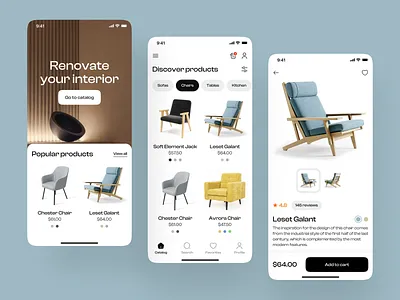 9:41
Renovate
your interior
Go to catalog
Popular products
View all
Chester Chair
$61.00
Leset Galant
$64.00
9:41
Discover products
Sofas
Chairs
Tables
Kitchen
Soft Element Jack
$57.50
Leset Galant
$64.00
Chester Chair
$61.00
Avrora Chair
$47.50
Catalog
Search
Favorites
Profile
9:41
4.8
146 reviews
Leset Galant
The inspiration for the design of this chair comes
from the industrial style of the first half of the last
century, which is complemented by the most
modern features.
$64.00
Add to cart